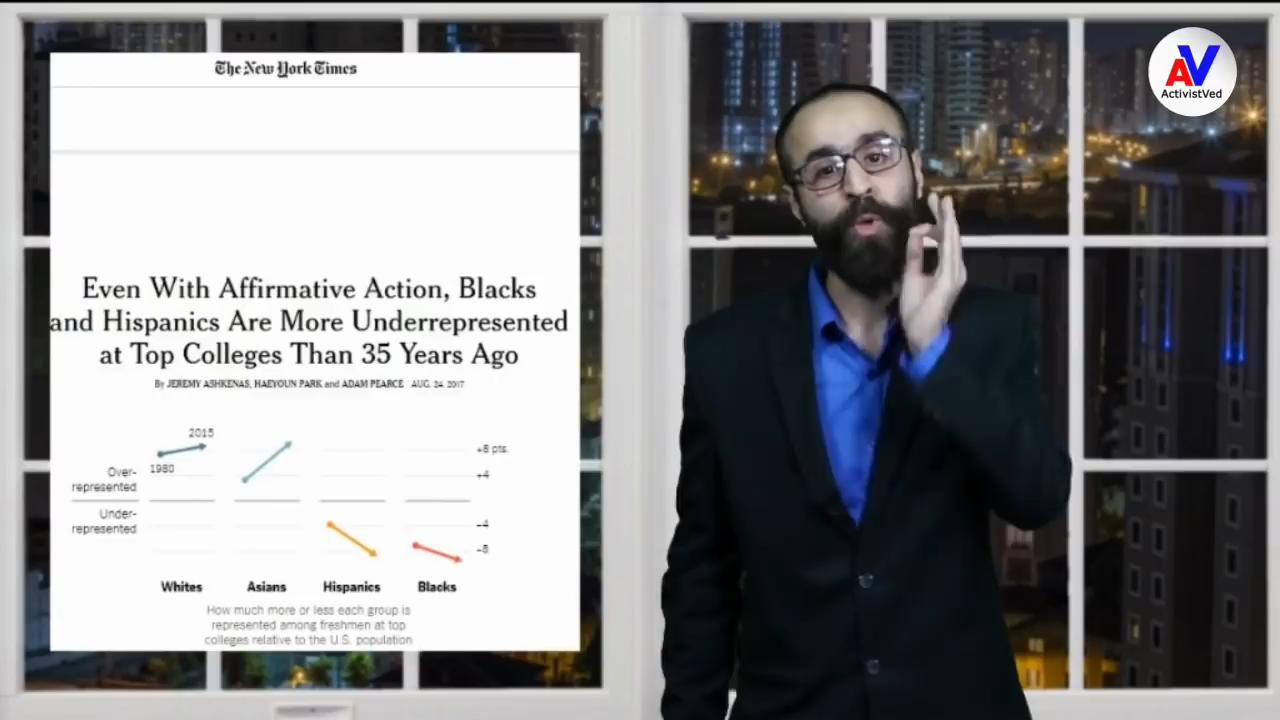 The New York Times
Even With Affirmative Action, Blacks
and Hispanics Are More Underrepresented
at Top Colleges Than 35 Years Ago
By JEREMY ASHKENAS, HAEYOUN PARK and ADAM PEARCE AUG. 24, 2017
2015
1980
+8 pts.
+4
Over-
represented
Under-
represented
-4
-8
Whites
Asians
Hispanics
Blacks
How much more or less each group is
represented among freshmen at top
colleges relative to the U.S. population
AV
ActivistVed